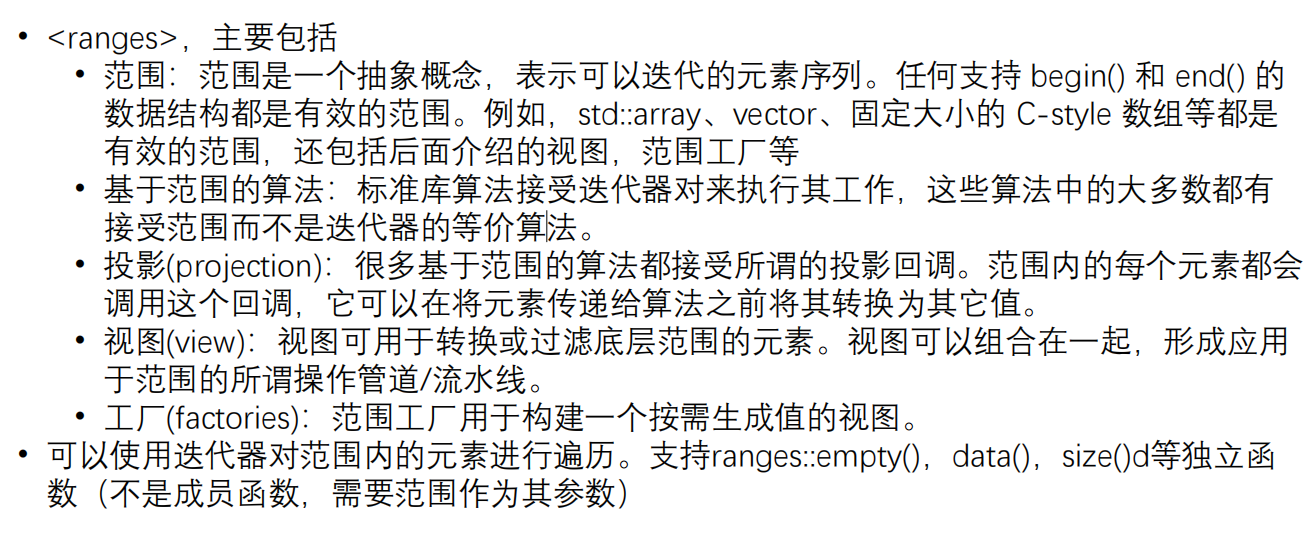 • <ranges>，主要包括
• 范围：范围是一个抽象概念，表示可以迭代的元素序列。任何支持 begin() 和 end() 的
数据结构都是有效的范围。例如，std::array、vector、固定大小的 C-style 数组等都是
有效的范围，还包括后面介绍的视图，范围工厂等
• 基于范围的算法：标准库算法接受迭代器对来执行其工作，这些算法中的大多数都有
接受范围而不是迭代器的等价算法。
• 投影(projection)：很多基于范围的算法都接受所谓的投影回调。范围内的每个元素都会
调用这个回调，它可以在将元素传递给算法之前将其转换为其它值。
• 视图(view)：视图可用于转换或过滤底层范围的元素。视图可以组合在一起，形成应用
于范围的所谓操作管道/流水线。
• 工厂(factories)：范围工厂用于构建一个按需生成值的视图。
• 可以使用迭代器对范围内的元素进行遍历。支持ranges::empty()，data()，size()d等独立函
数（不是成员函数，需要范围作为其参数）